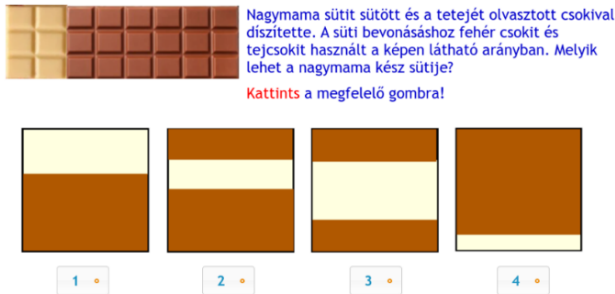 Nagymama sütit sütött és a tetejét olvasztott csokival
díszítette. A süti bevonásáshoz fehér csokit és
tejcsokit használt a képen látható arányban. Melyik
lehet a nagymama kész sütije?
Kattints a megfelelő gombra!
1
2
3
4